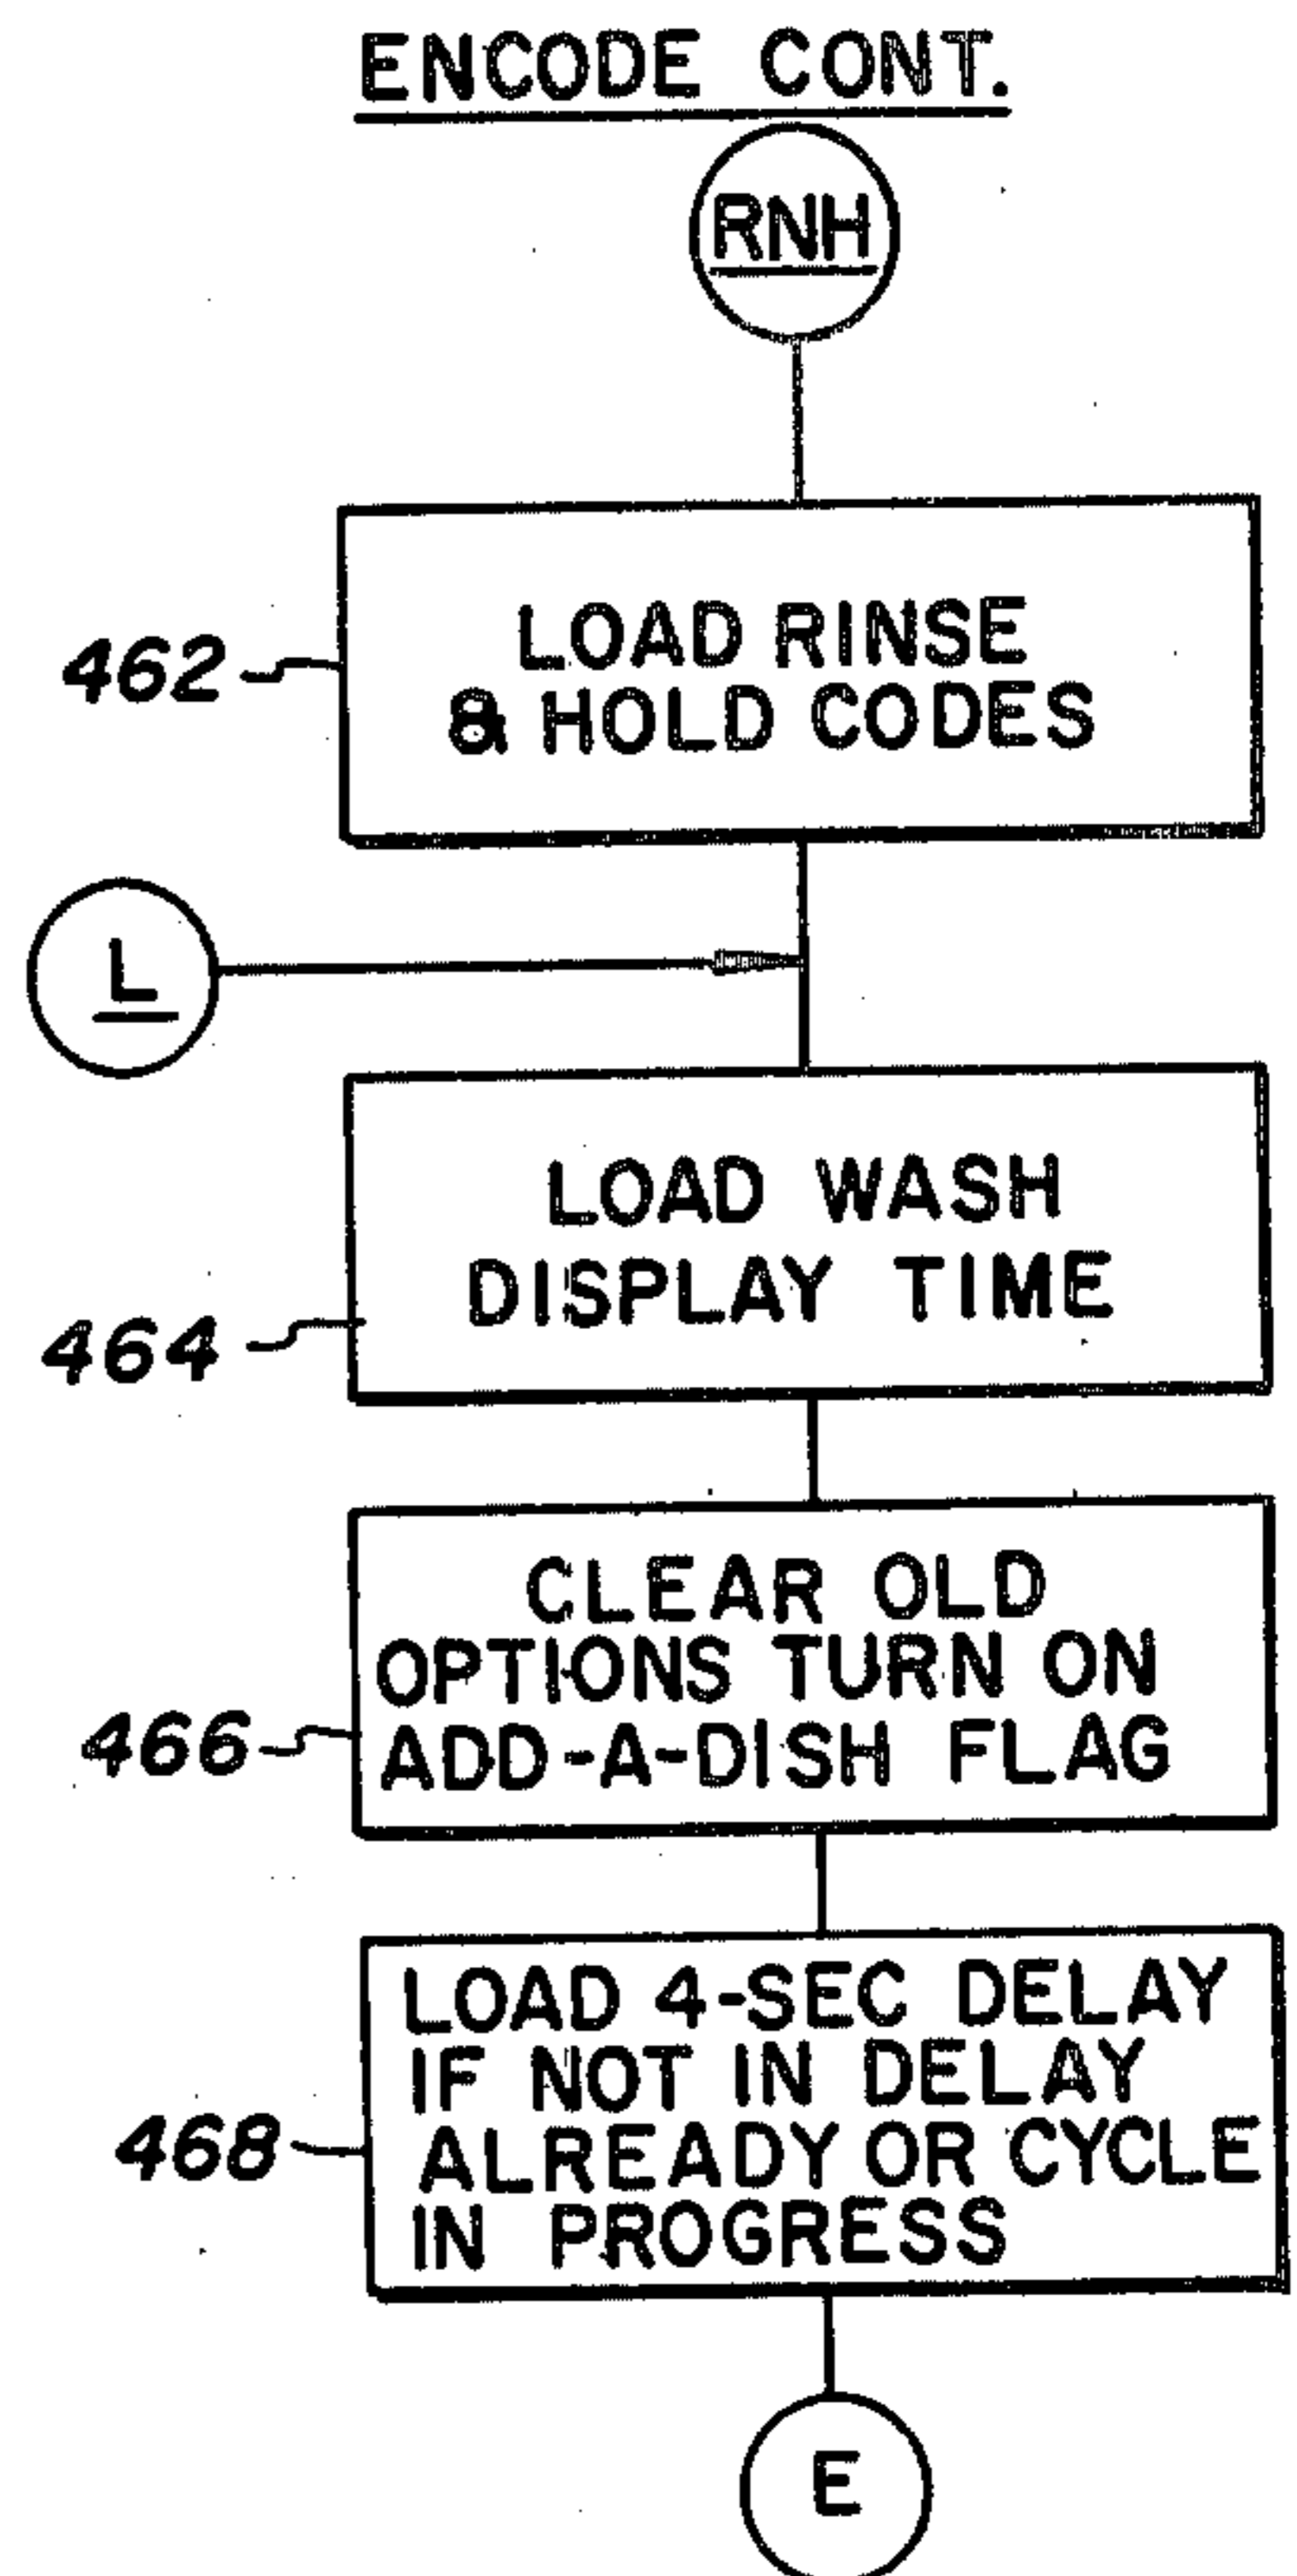 ENCODE CONT.
RNH
LOAD RINSE
& HOLD CODES
462
L
LOAD WASH
DISPLAY TIME
464
CLEAR OLD
OPTIONS TURN ON
ADD-A-DISH FLAG
466
LOAD 4-SEC DELAY
IF NOT IN DELAY
ALREADY OR CYCLE
IN PROGRESS
468
E